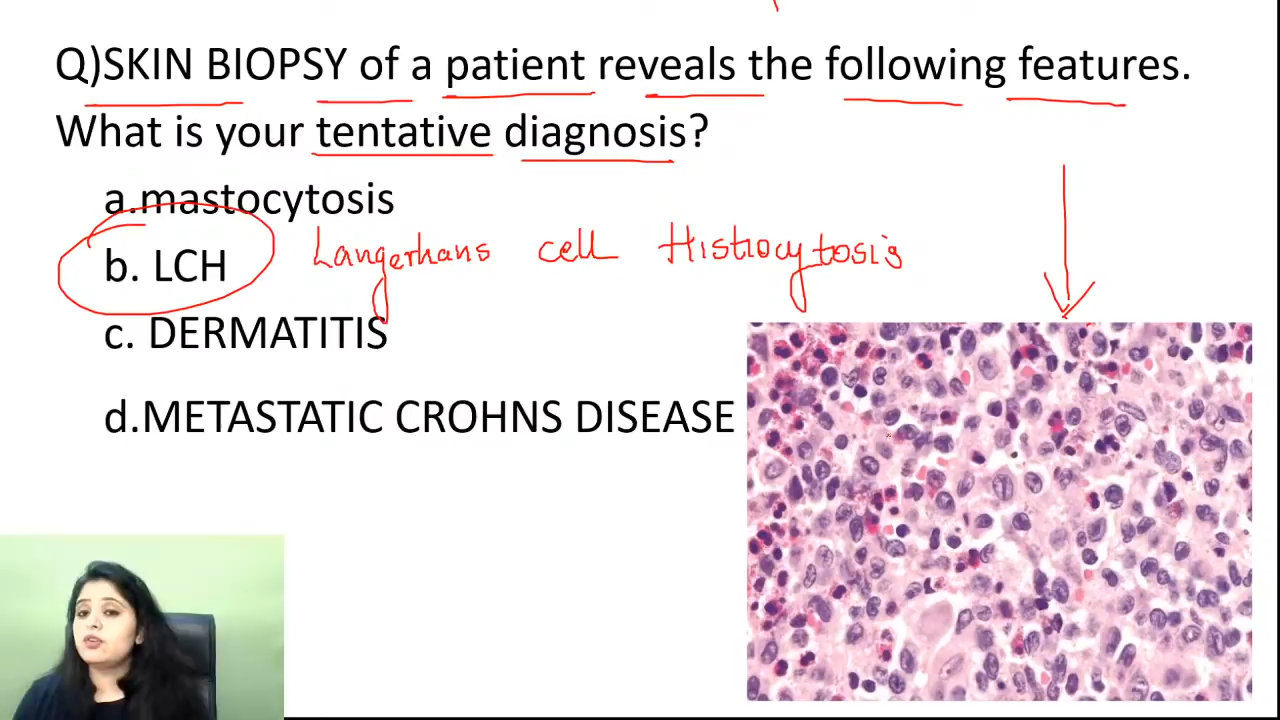 Q)SKIN BIOPSY of a patient reveals the following features.
What is your tentative diagnosis?
a.mastocytosis
b. LCH Langerhans cell Histiocytosis
c. DERMATITIS
d.METASTATIC CROHNS DISEASE